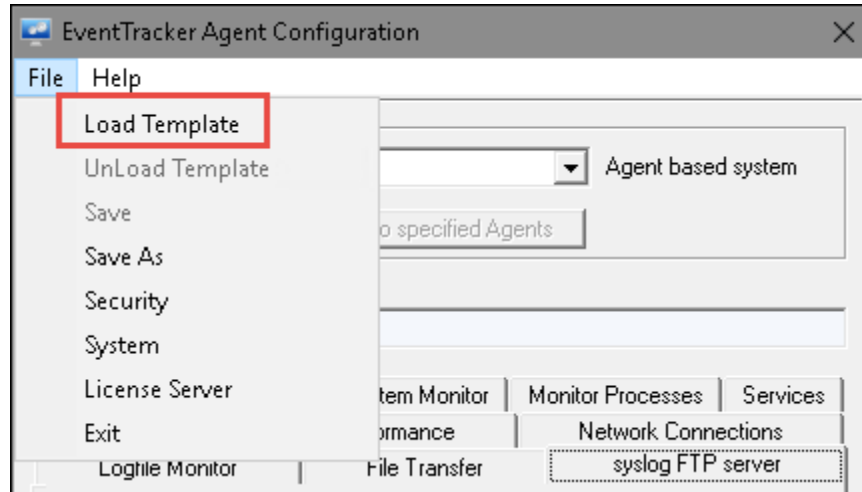 EventTracker Agent Configuration
File Help
Load Template
UnLoad Template
Agent based system
Save
o specified Agents
Save As
Security
System
License Server
tem Monitor Monitor Processes Services
Exit
ormance Network Connections
Logfile Monitor File Transfer syslog FTP server